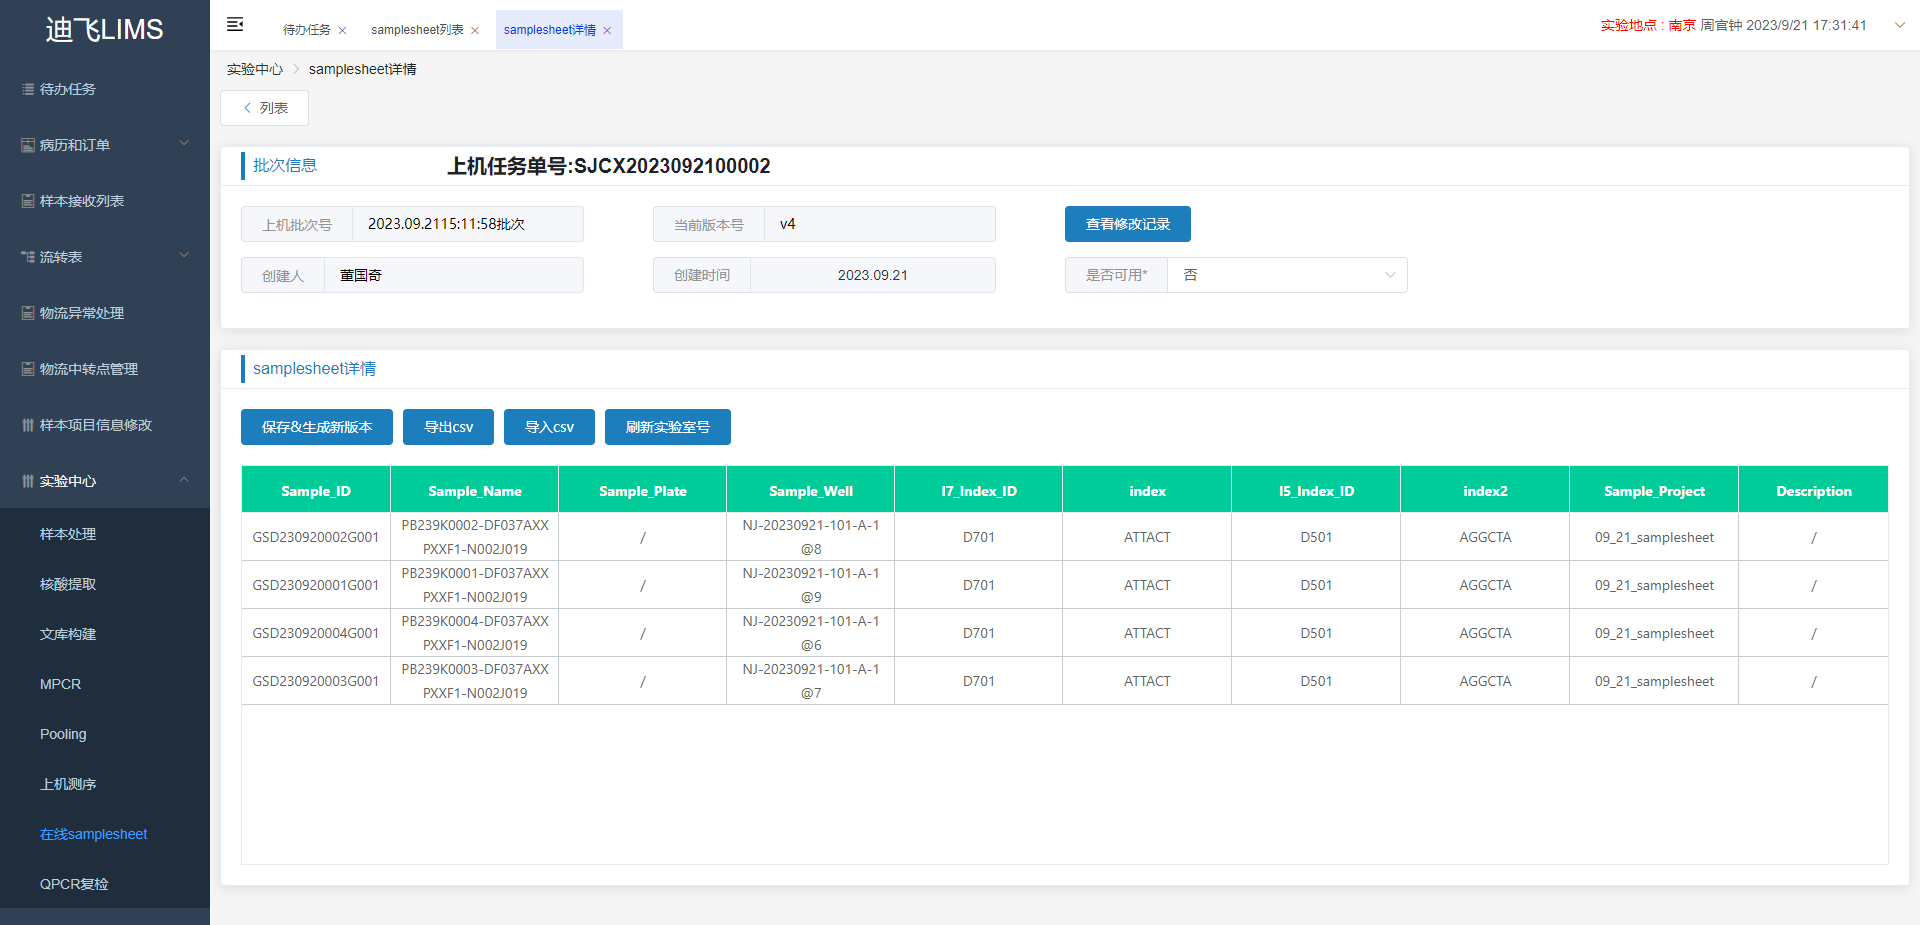 迪飞LIMS
待办任务
病历和订单
样本接收列表
流转表
物流异常处理
物流中转点管理
样本项目信息修改
实验中心
样本处理
核酸提取
文库构建
MPCR
Pooling
上机测序
在线samplesheet
QPCR复检
待办任务 samplesheet列表 samplesheet详情
实验地点 : 南京 周官钟 2023/9/21 17:31:41
实验中心 samplesheet详情
列表
批次信息 上机任务单号:SJCX2023092100002
上机批次号 2023.09.2115:11:58批次 当前版本号 v4 查看修改记录
创建人 董国奇 创建时间 2023.09.21 是否可用* 否
samplesheet详情
保存&生成新版本 导出csv 导入csv 刷新实验室号
Sample_ID Sample_Name Sample_Plate Sample_Well I7_Index_ID index I5_Index_ID index2 Sample_Project Description
GSD230920002G001 PB239K0002-DF037AXXPXXF1-N002J019 / NJ-20230921-101-A-1@8 D701 ATTACT D501 AGGCTA 09_21_samplesheet /
GSD230920001G001 PB239K0001-DF037AXXPXXF1-N002J019 / NJ-20230921-101-A-1@9 D701 ATTACT D501 AGGCTA 09_21_samplesheet /
GSD230920004G001 PB239K0004-DF037AXXPXXF1-N002J019 / NJ-20230921-101-A-1@6 D701 ATTACT D501 AGGCTA 09_21_samplesheet /
GSD230920003G001 PB239K0003-DF037AXXPXXF1-N002J019 / NJ-20230921-101-A-1@7 D701 ATTACT D501 AGGCTA 09_21_samplesheet /